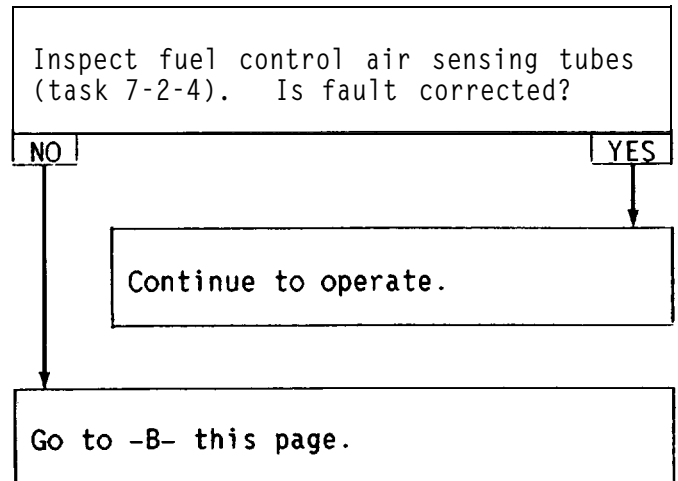 Inspect fuel control air sensing tubes
(task 7-2-4). Is fault corrected?
NO
YES
Continue to operate.
Go to -B- this page.